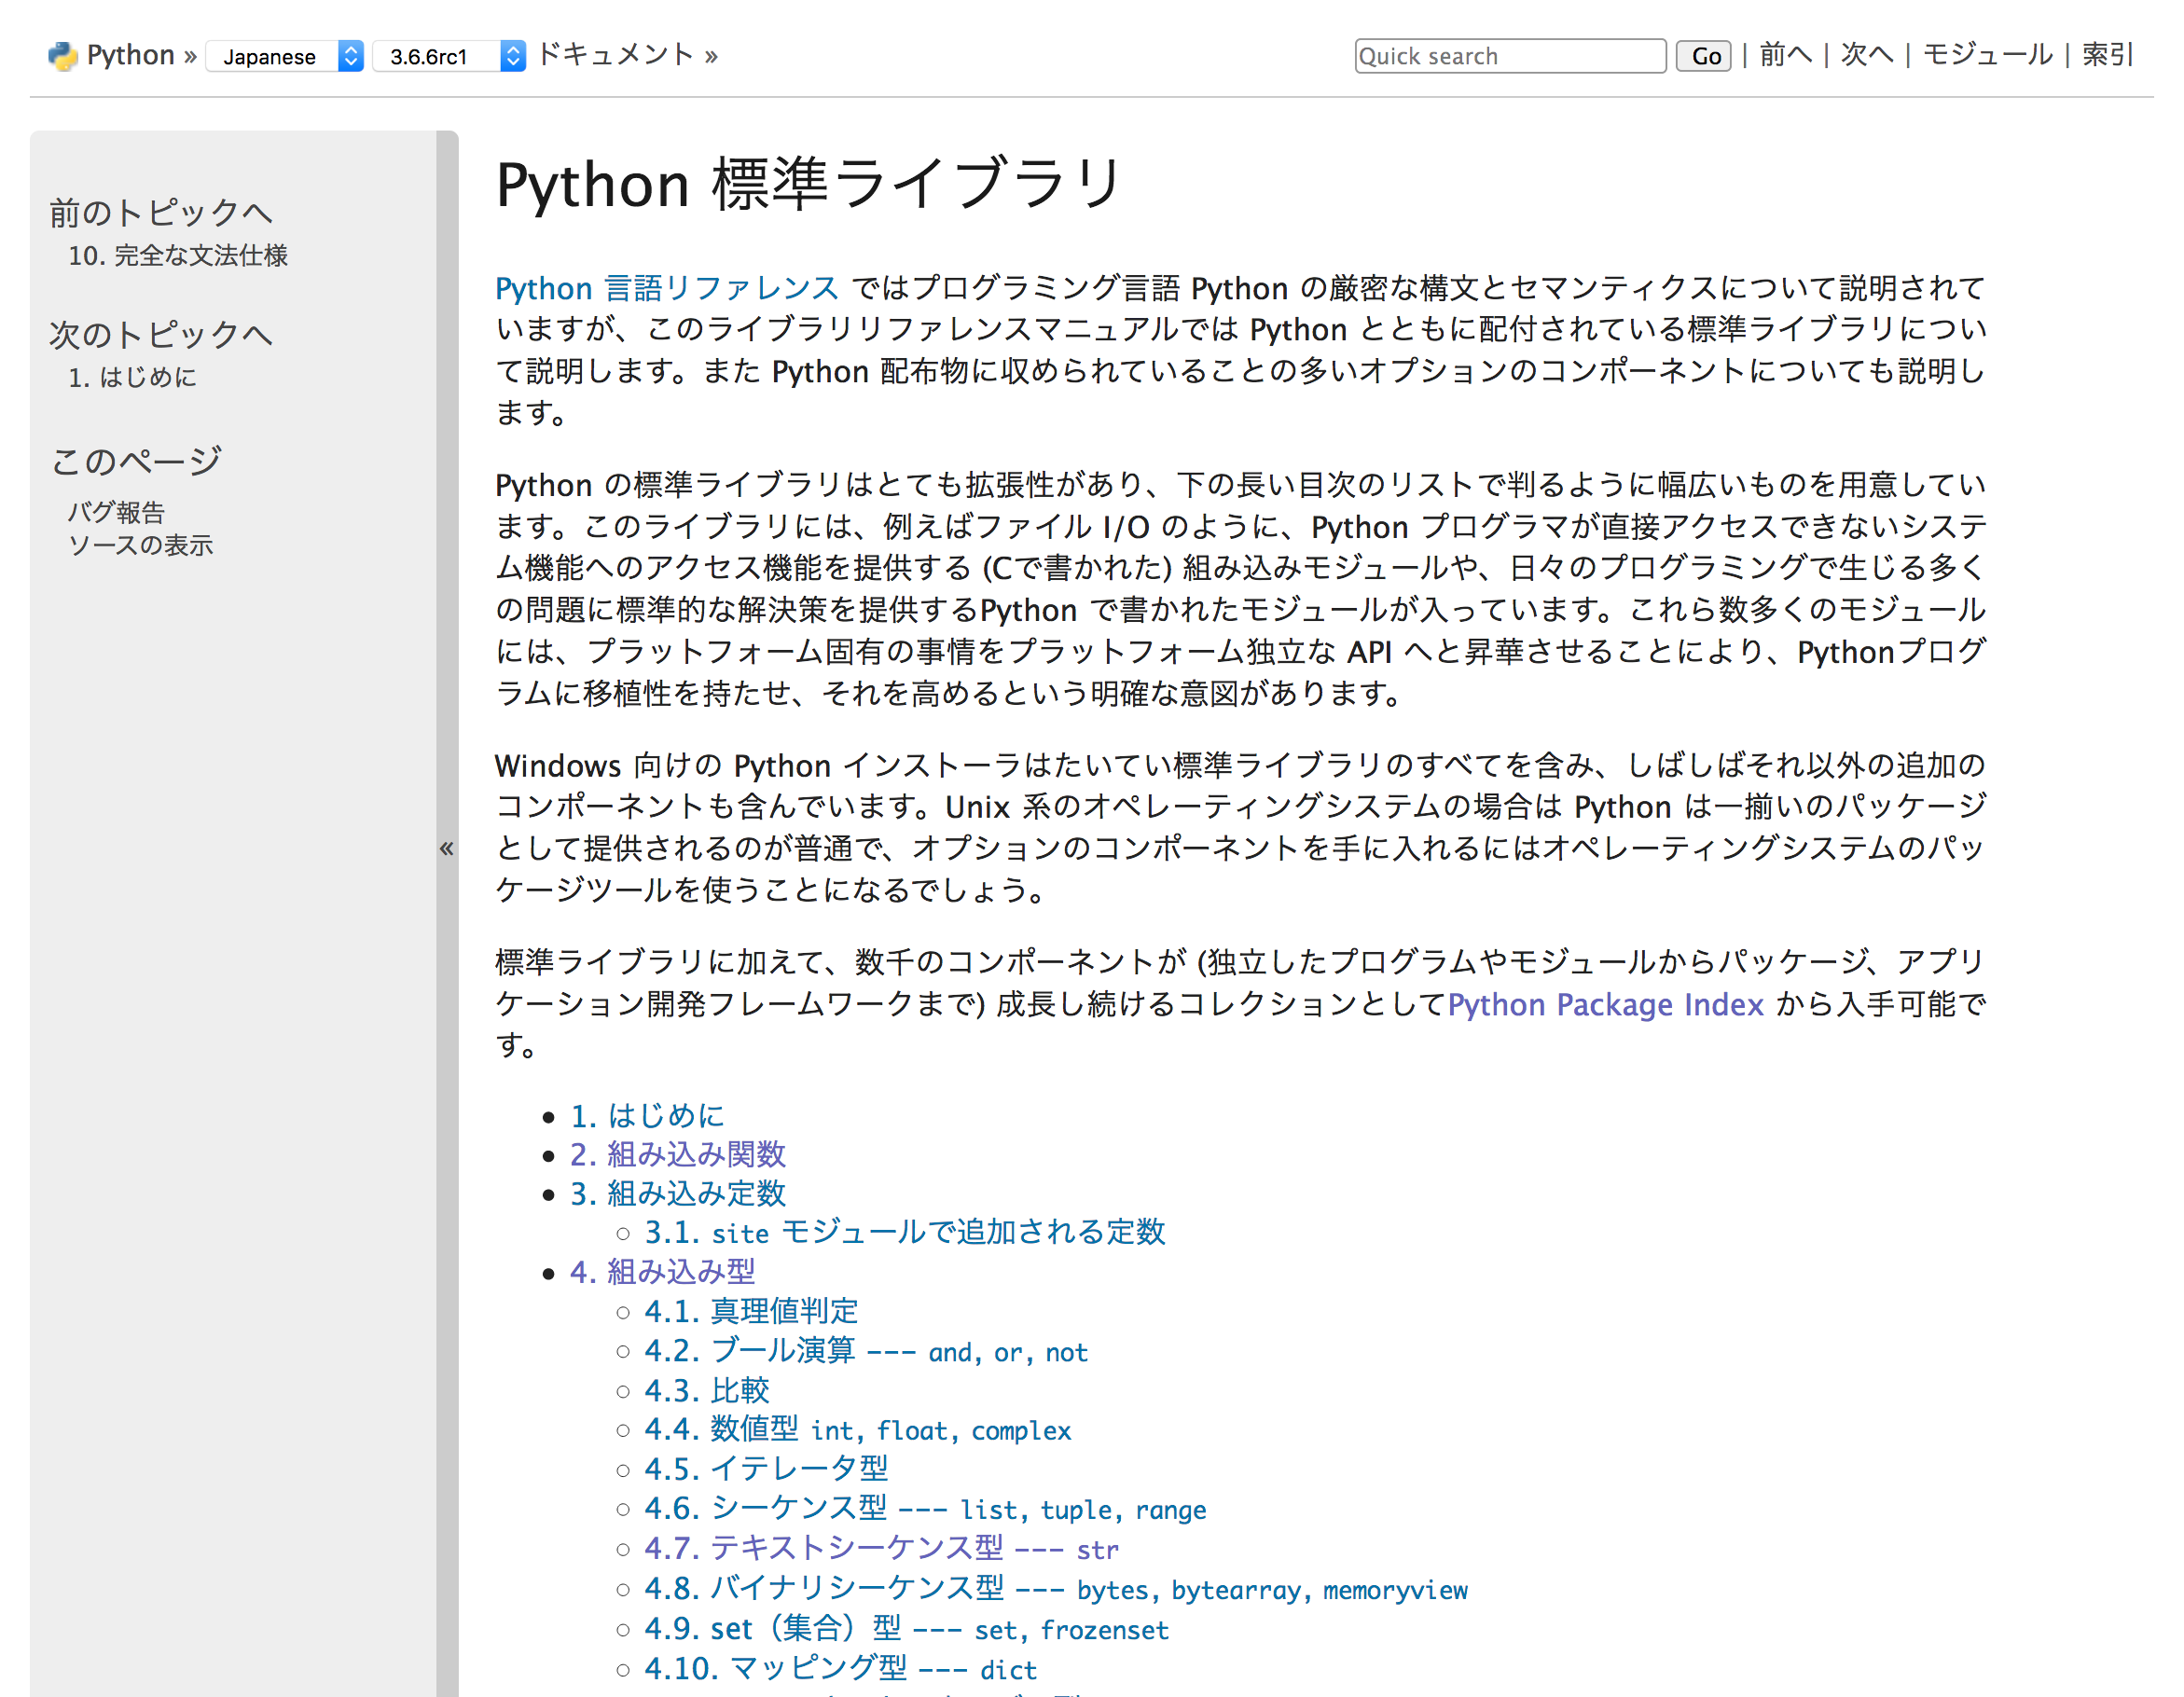 Python » Japanese 3.6.6rc1 ドキュメント » Quick search Go | 前へ | 次へ | モジュール | 索引
前のトピックへ
10. 完全な文法仕様
次のトピックへ
1. はじめに
このページ
バグ報告
ソースの表示
«
Python 標準ライブラリ
Python 言語リファレンス ではプログラミング言語 Python の厳密な構文とセマンティクスについて説明されて
いますが、このライブラリリファレンスマニュアルでは Python とともに配付されている標準ライブラリについ
て説明します。また Python 配布物に収められていることの多いオプションのコンポーネントについても説明し
ます。
Python の標準ライブラリはとても拡張性があり、下の長い目次のリストで判るように幅広いものを用意してい
ます。このライブラリには、例えばファイル I/O のように、Python プログラマが直接アクセスできないシステ
ム機能へのアクセス機能を提供する (Cで書かれた) 組み込みモジュールや、日々のプログラミングで生じる多く
の問題に標準的な解決策を提供するPython で書かれたモジュールが入っています。これら数多くのモジュール
には、プラットフォーム固有の事情をプラットフォーム独立な API へと昇華させることにより、Pythonプログ
ラムに移植性を持たせ、それを高めるという明確な意図があります。
Windows 向けの Python インストーラはたいてい標準ライブラリのすべてを含み、しばしばそれ以外の追加の
コンポーネントも含んでいます。Unix 系のオペレーティングシステムの場合は Python は一揃いのパッケージ
として提供されるのが普通で、オプションのコンポーネントを手に入れるにはオペレーティングシステムのパッ
ケージツールを使うことになるでしょう。
標準ライブラリに加えて、数千のコンポーネントが (独立したプログラムやモジュールからパッケージ、アプリ
ケーション開発フレームワークまで) 成長し続けるコレクションとしてPython Package Index から入手可能で
す。
1. はじめに
2. 組み込み関数
3. 組み込み定数
3.1. site モジュールで追加される定数
4. 組み込み型
4.1. 真理値判定
4.2. ブール演算 --- and, or, not
4.3. 比較
4.4. 数値型 int, float, complex
4.5. イテレータ型
4.6. シーケンス型 --- list, tuple, range
4.7. テキストシーケンス型 --- str
4.8. バイナリシーケンス型 --- bytes, bytearray, memoryview
4.9. set（集合）型 --- set, frozenset
4.10. マッピング型 --- dict